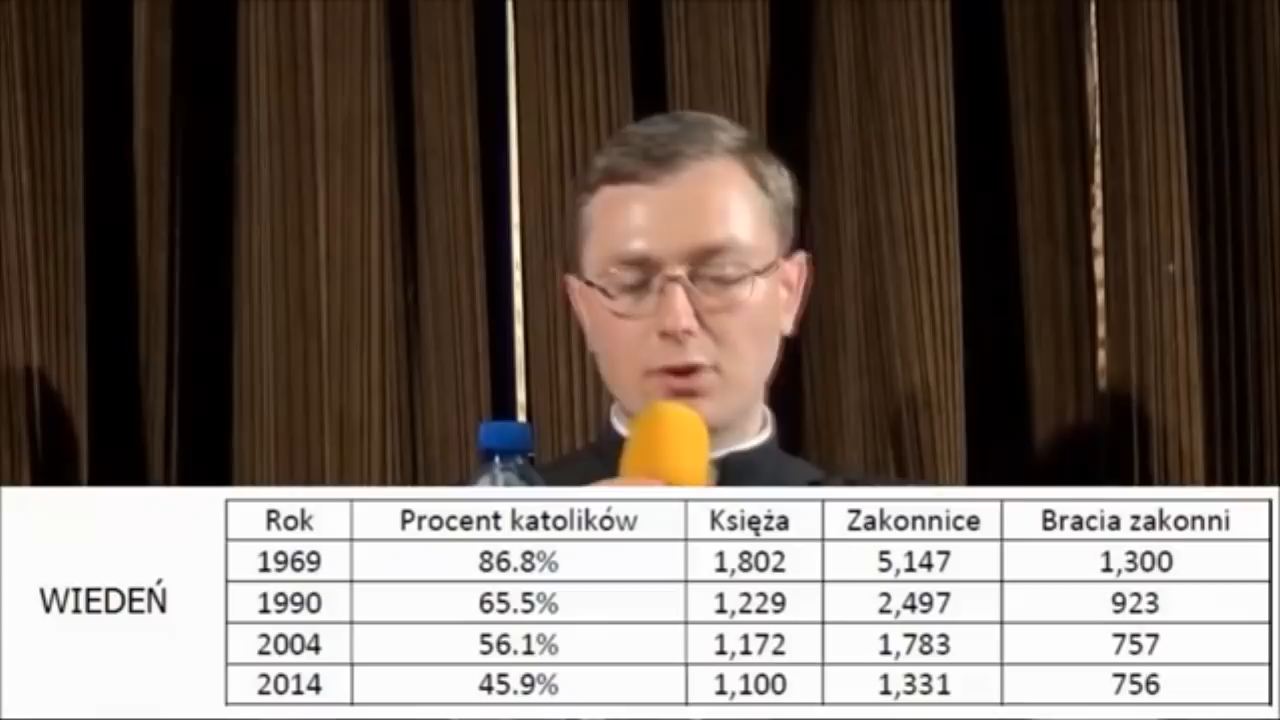 Rok Procent katolików Księża Zakonnice Bracia zakonni
1969 86.8% 1,802 5,147 1,300
WIEDEŃ
1990 65.5% 1,229 2,497 923
2004 56.1% 1,172 1,783 757
2014 45.9% 1,100 1,331 756